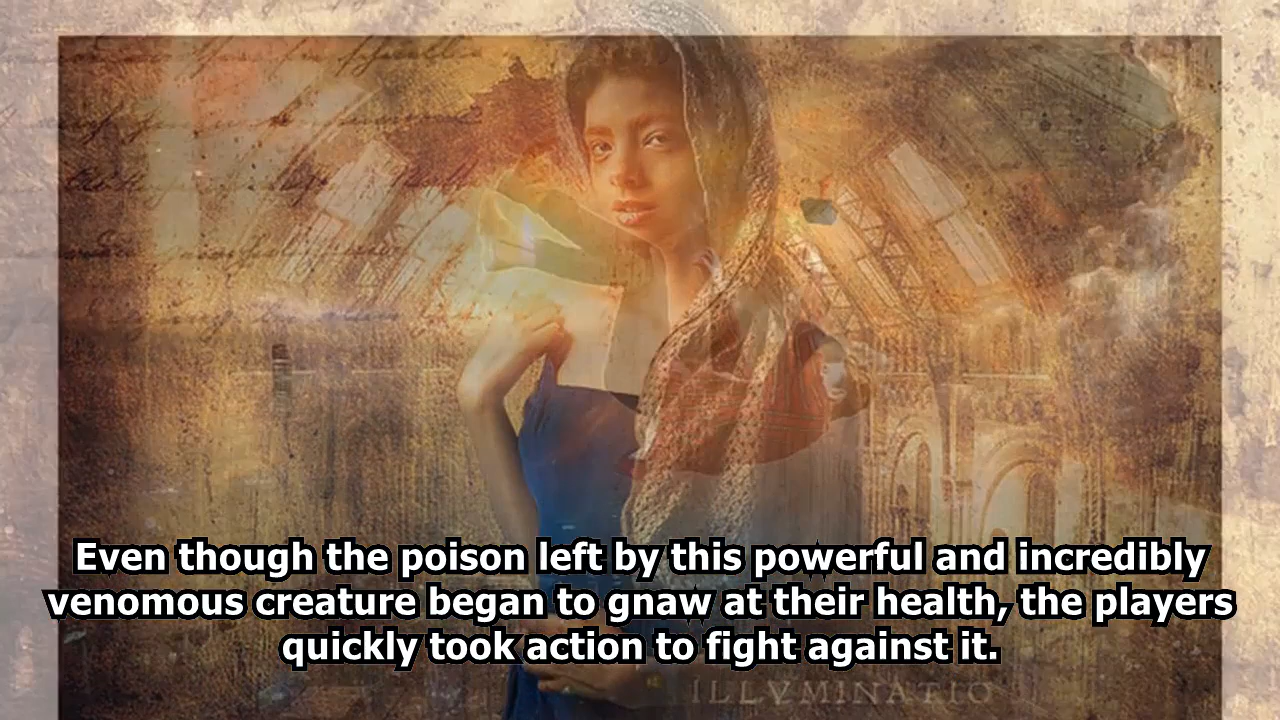 Even though the poison left by this powerful and incredibly
venomous creature began to gnaw at their health, the players
quickly took action to fight against it.
ILLVMINATIO